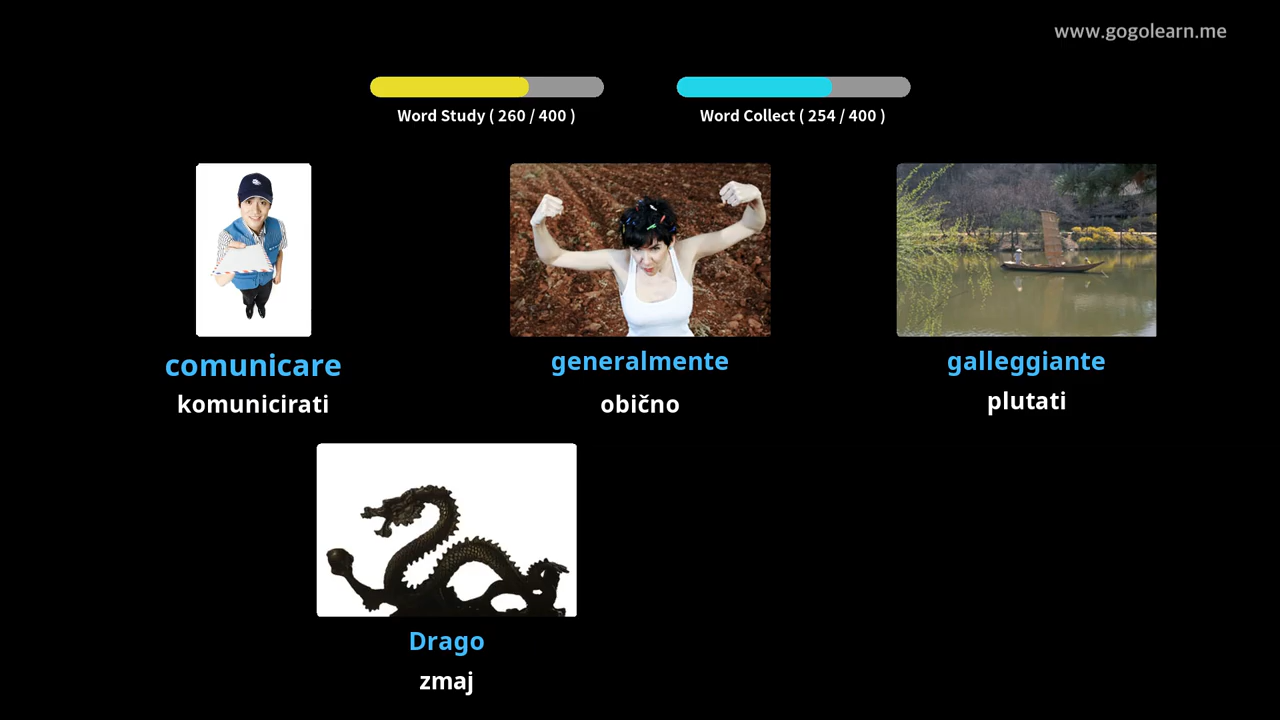 www.gogolearn.me
Word Study ( 260 / 400 )
Word Collect ( 254 / 400 )
comunicare
komunicirati
generalmente
obično
galleggiante
plutati
Drago
zmaj